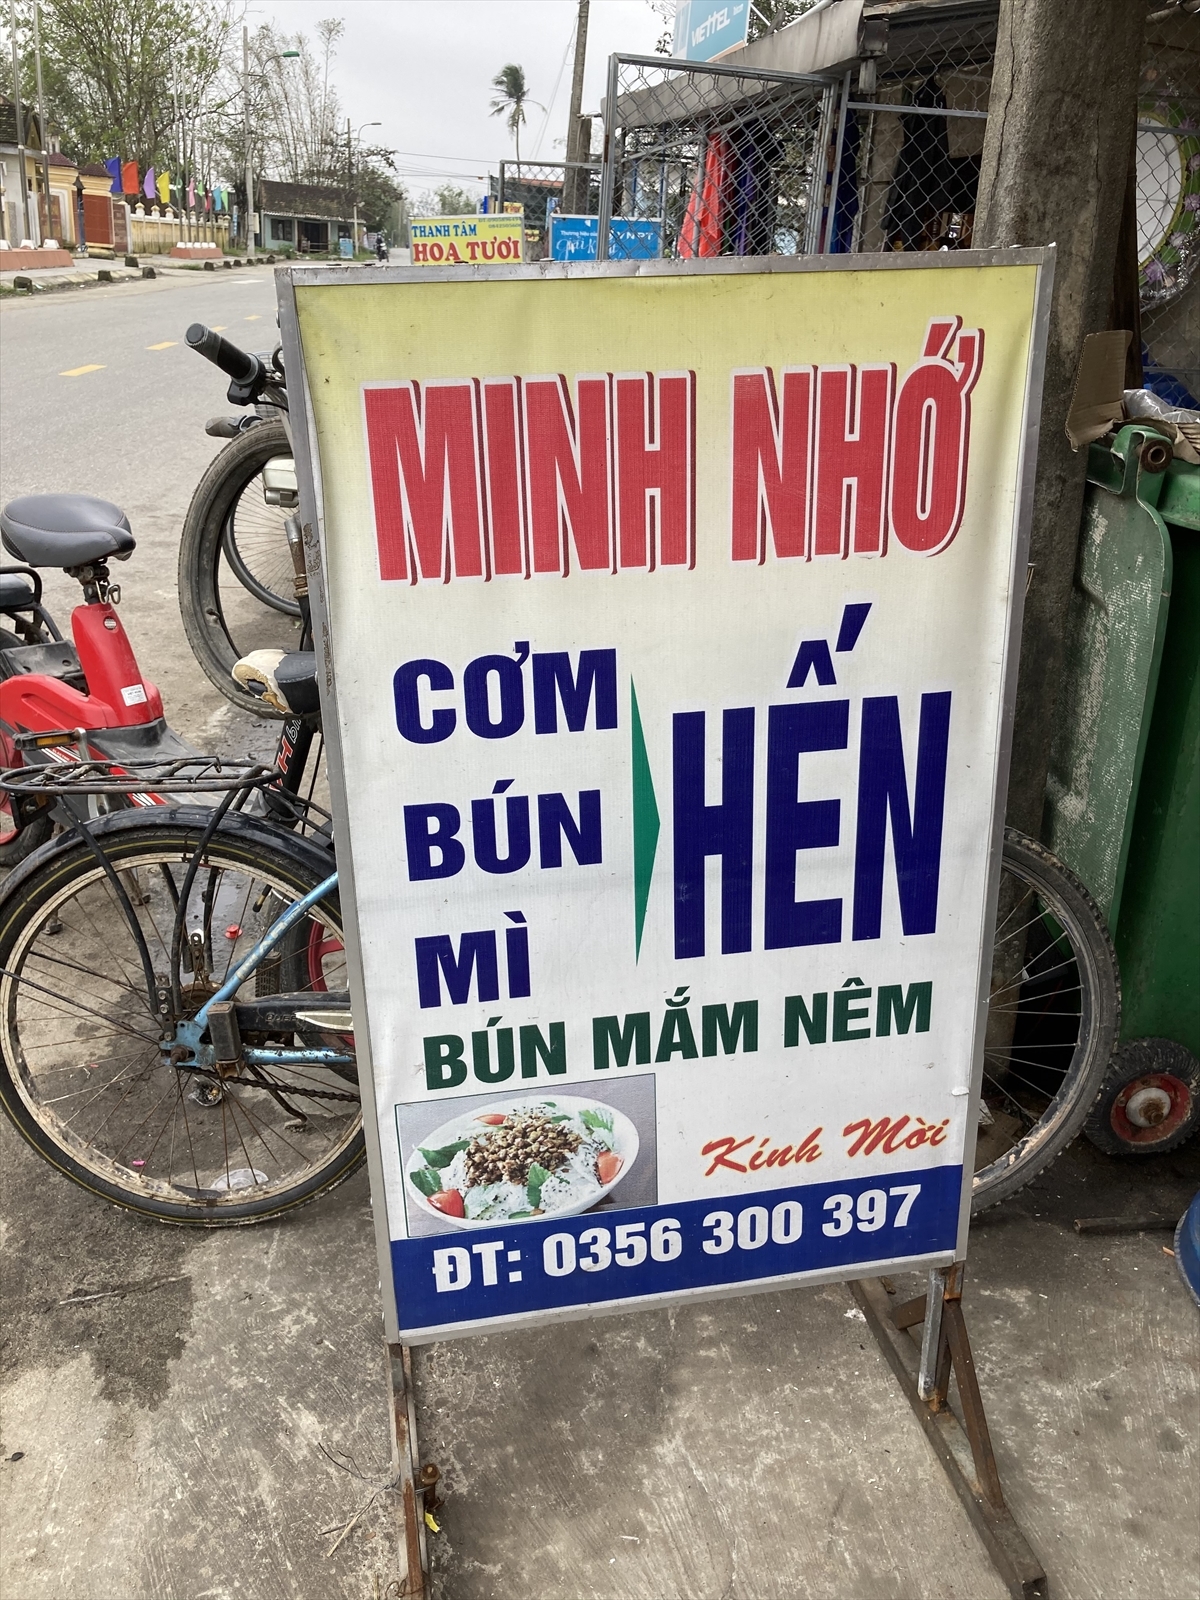 VIETTEL
THANH TÂM
HOA TƯƠI
VNPT
MINH NHỚ
CƠM
BÚN
MÌ
HẾN
BÚN MẮM NÊM
Kính Mời
ĐT: 0356 300 397